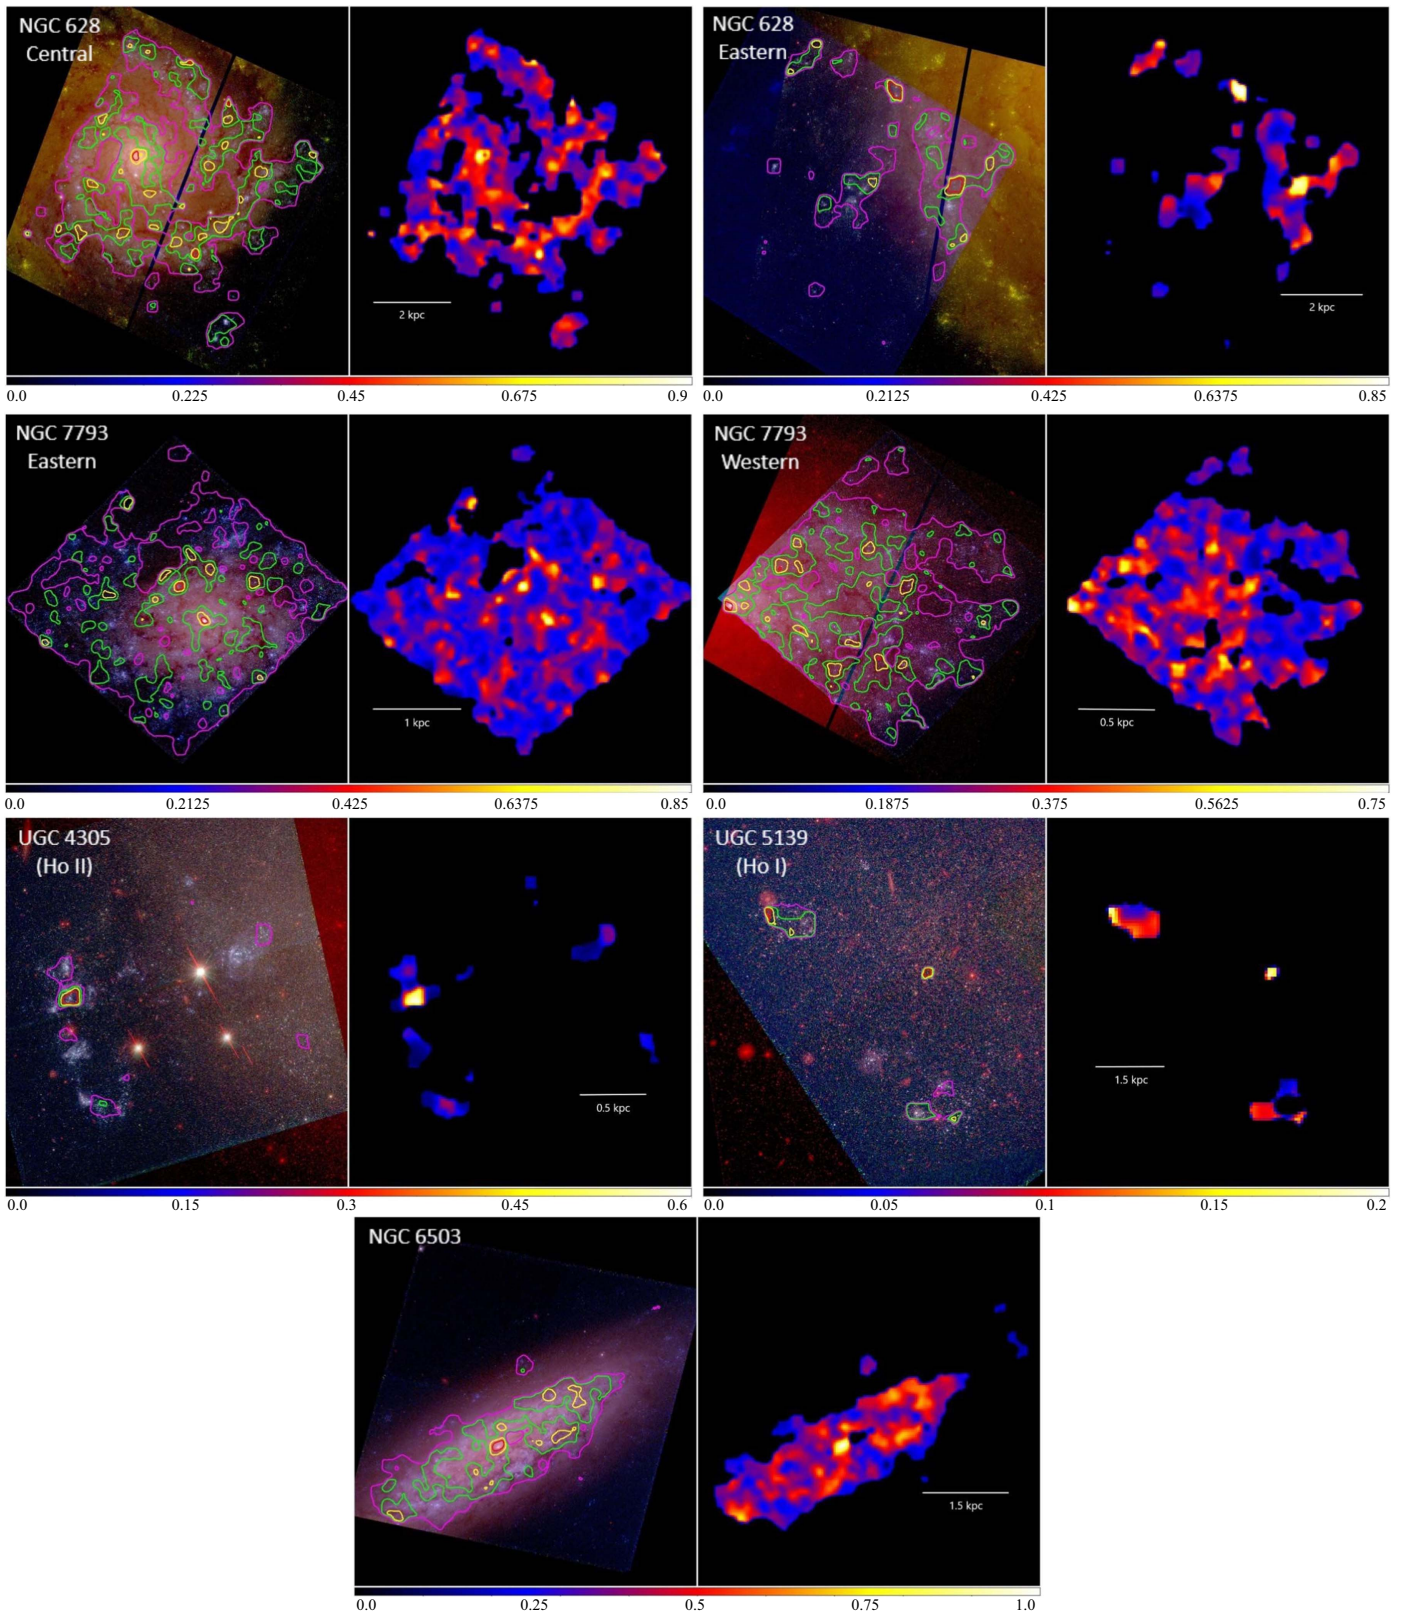 NGC 628
Central
2 kpc
0.0 0.225 0.45 0.675 0.9
NGC 628
Eastern
2 kpc
0.0 0.2125 0.425 0.6375 0.85
NGC 7793
Eastern
1 kpc
0.0 0.2125 0.425 0.6375 0.85
NGC 7793
Western
0.5 kpc
0.0 0.1875 0.375 0.5625 0.75
UGC 4305
(Ho II)
0.5 kpc
0.0 0.15 0.3 0.45 0.6
UGC 5139
(Ho I)
1.5 kpc
0.0 0.05 0.1 0.15 0.2
NGC 6503
1.5 kpc
0.0 0.25 0.5 0.75 1.0